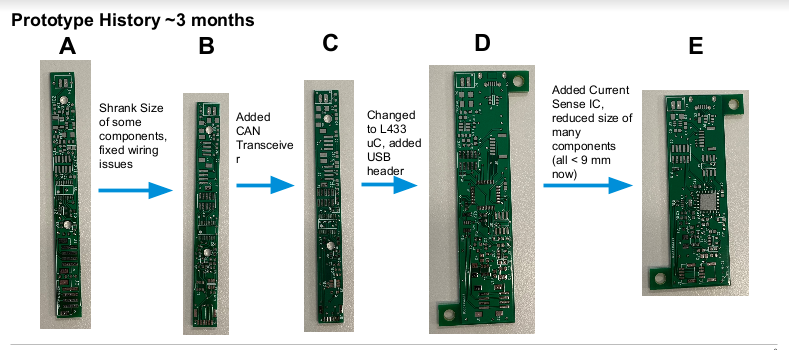 Prototype History ~3 months
A
B
C
D
E
Shrank Size
of some
components,
fixed wiring
issues
Added
CAN
Transceive
r
Changed
to L433
uC, added
USB
header
Added Current
Sense IC,
reduced size of
many
components
(all < 9 mm
now)